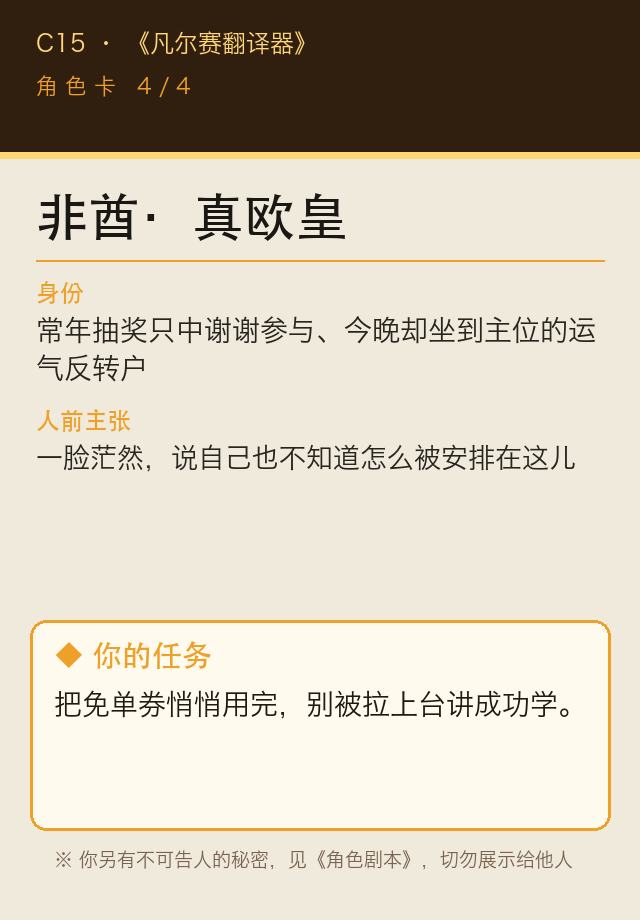 C15 · 《凡尔赛翻译器》
角色卡 4/4
非酋· 真欧皇
身份
常年抽奖只中谢谢参与、今晚却坐到主位的运
气反转户
人前主张
一脸茫然，说自己也不知道怎么被安排在这儿
◆ 你的任务
把免单券悄悄用完，别被拉上台讲成功学。
※ 你另有不可告人的秘密，见《角色剧本》，切勿展示给他人